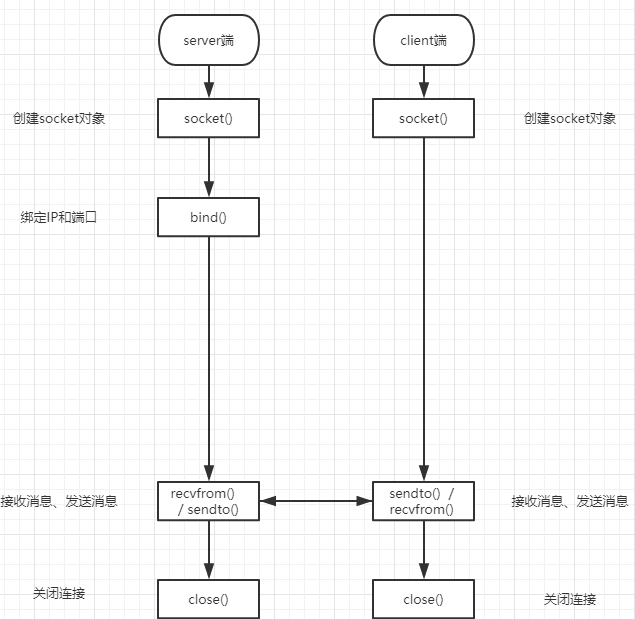 server端
client端
创建socket对象
socket()
socket()
创建socket对象
绑定IP和端口
bind()
接收消息、发送消息
recvfrom()
/ sendto()
sendto() /
recvfrom()
接收消息、发送消息
关闭连接
close()
close()
关闭连接